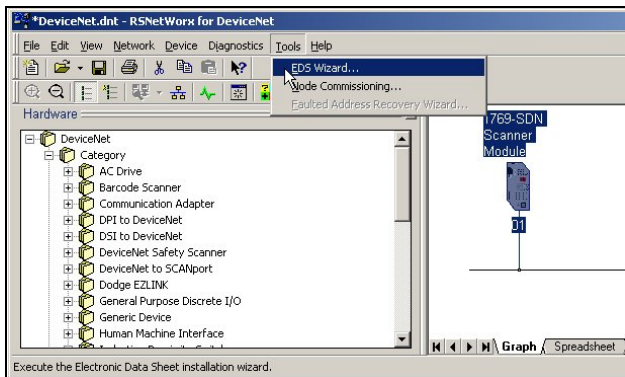 *DeviceNet.dnt - RSNetWorx for DeviceNet
File Edit View Network Device Diagnostics Tools Help
EDS Wizard...
Node Commissioning...
Faulted Address Recovery Wizard...
Hardware
DeviceNet
Category
AC Drive
Barcode Scanner
Communication Adapter
DPI to DeviceNet
DSI to DeviceNet
DeviceNet Safety Scanner
DeviceNet to SCANport
Dodge EZLINK
General Purpose Discrete I/O
Generic Device
Human Machine Interface
1769-SDN
Scanner
Module
01
Graph Spreadsheet
Execute the Electronic Data Sheet installation wizard.